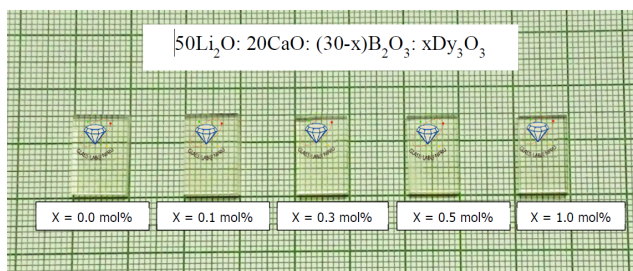 50Li₂O: 20CaO: (30-x)B₂O₃: xDy₃O₃
X = 0.0 mol% X = 0.1 mol% X = 0.3 mol% X = 0.5 mol% X = 1.0 mol%